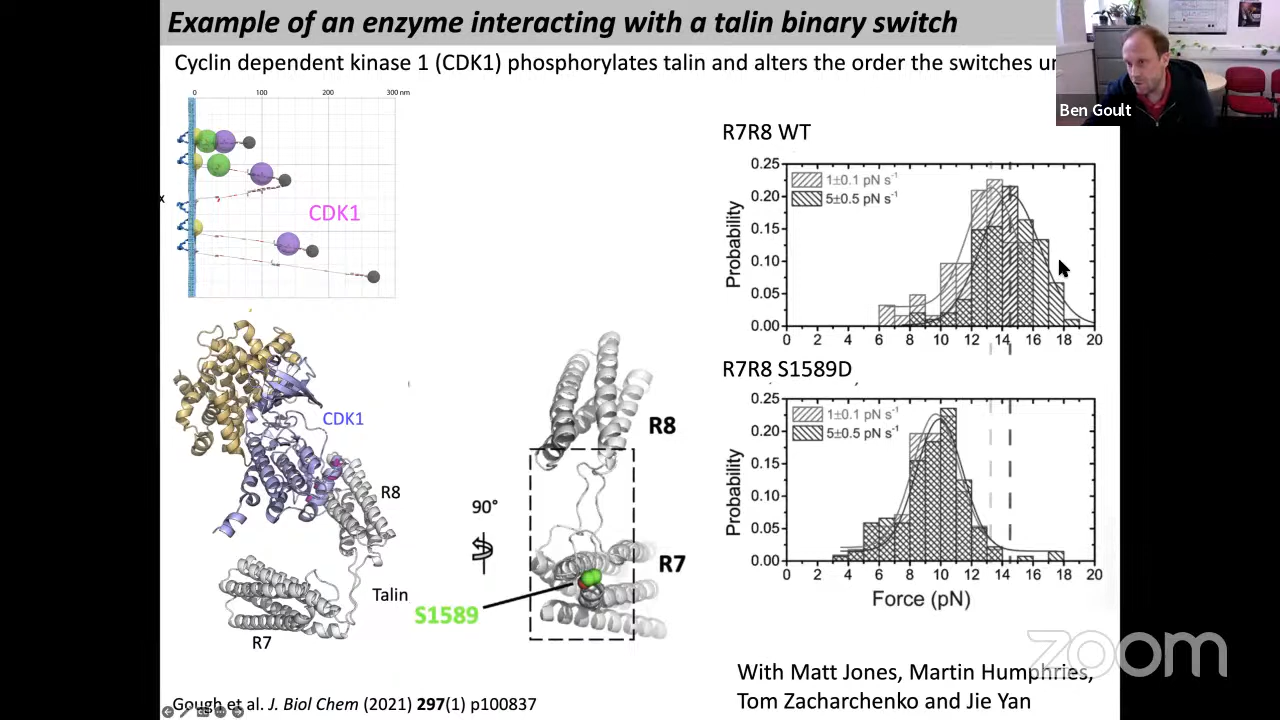 Example of an enzyme interacting with a talin binary switch
Cyclin dependent kinase 1 (CDK1) phosphorylates talin and alters the order the switches
Ben Goult
0 100 200 300 nm
x
CDK1
R7R8 WT
0.25
0.20
0.15
0.10
0.05
0.00
Probability
1±0.1 pN s⁻¹
5±0.5 pN s⁻¹
0 2 4 6 8 10 12 14 16 18 20
R7R8 S1589D
0.25
0.20
0.15
0.10
0.05
0.00
Probability
1±0.1 pN s⁻¹
5±0.5 pN s⁻¹
0 2 4 6 8 10 12 14 16 18 20
Force (pN)
CDK1
R8
Talin
R7
90°
R8
R7
S1589
With Matt Jones, Martin Humphries,
Tom Zacharchenko and Jie Yan
Gough et al. J. Biol Chem (2021) 297(1) p100837
zoom